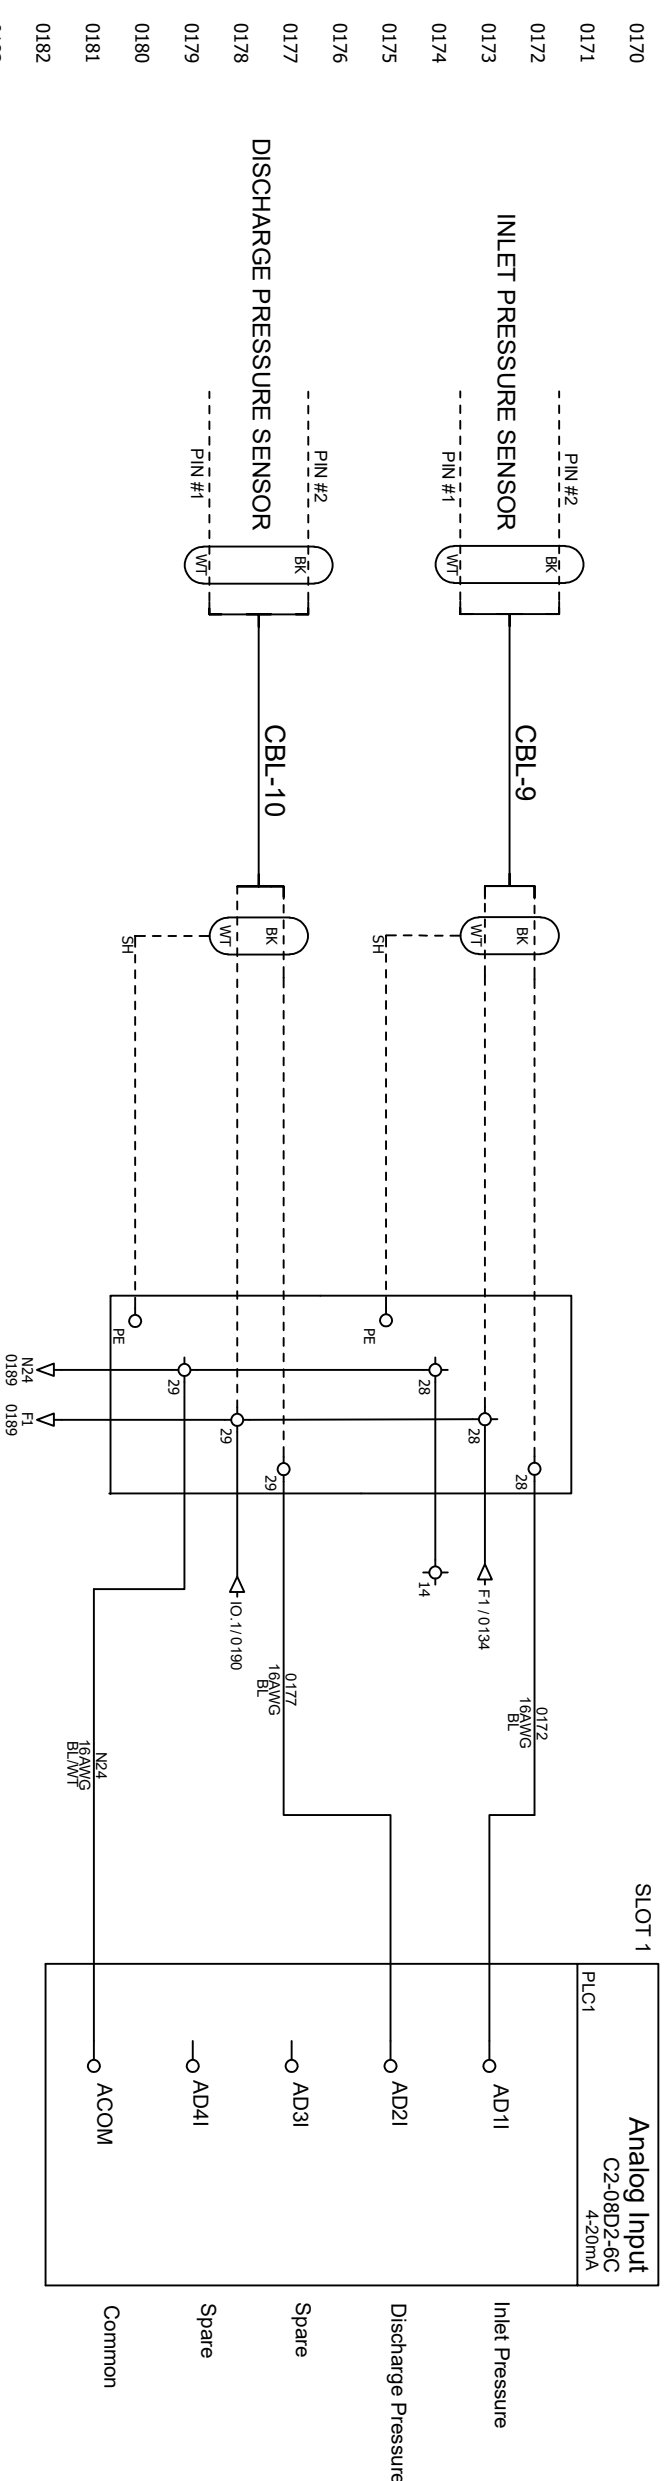 0170
0171
0172
0173
0174
0175
0176
0177
0178
0179
0180
0181
0182
SLOT 1
PLC1
Analog Input
C2-08D2-6C
4-20mA
PIN #2
INLET PRESSURE SENSOR
PIN #1
BK
WT
CBL-9
BK
WT
SH
28
0172
16AWG
BL
28
F1 / 0134
28
14
PE
AD1I
Inlet Pressure
PIN #2
DISCHARGE PRESSURE SENSOR
PIN #1
BK
WT
CBL-10
BK
WT
SH
29
0177
16AWG
BL
29
IO.1/ 0190
29
PE
AD2I
Discharge Pressure
AD3I
Spare
AD4I
Spare
N24
16AWG
BL/WT
ACOM
Common
N24
0189
F1
0189